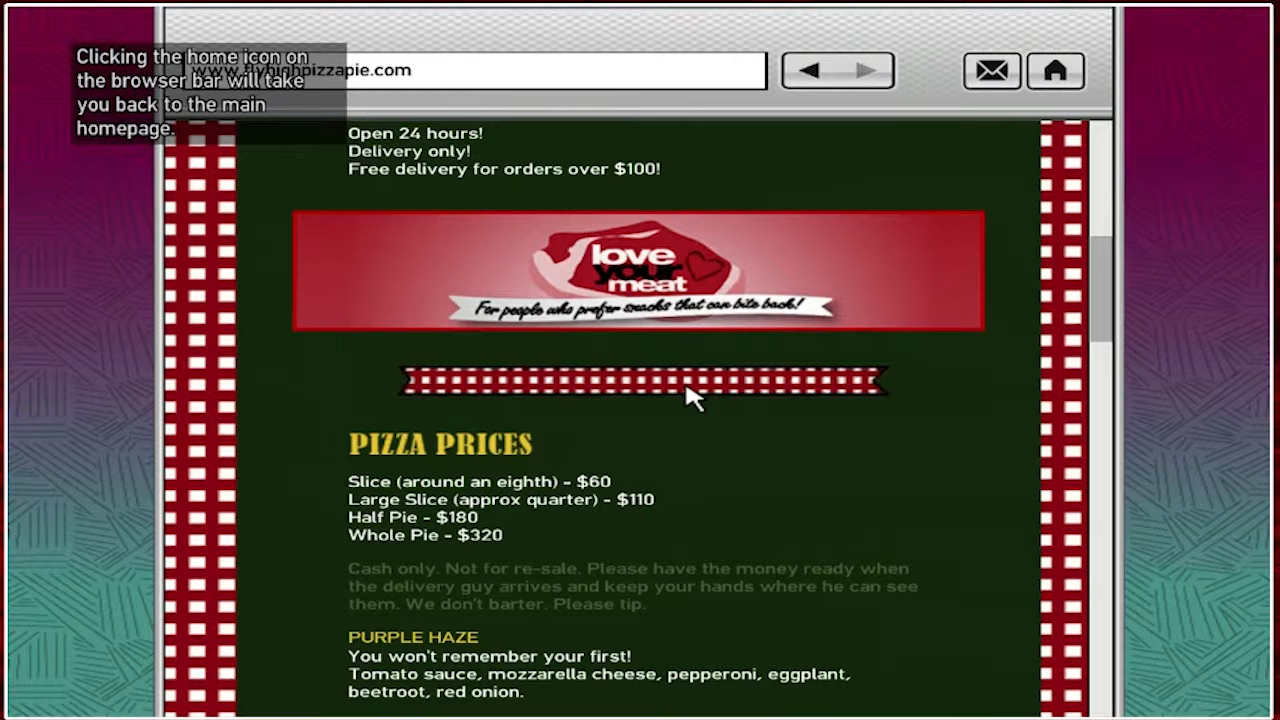 Clicking the home icon on
the browser bar will take
you back to the main
homepage.
www.flyhighpizzapie.com
Open 24 hours!
Delivery only!
Free delivery for orders over $100!
love
your
meat
For people who prefer snacks that can bite back!
PIZZA PRICES
Slice (around an eighth) - $60
Large Slice (approx quarter) - $110
Half Pie - $180
Whole Pie - $320
Cash only. Not for re-sale. Please have the money ready when
the delivery guy arrives and keep your hands where he can see
them. We don't barter. Please tip.
PURPLE HAZE
You won't remember your first!
Tomato sauce, mozzarella cheese, pepperoni, eggplant,
beetroot, red onion.